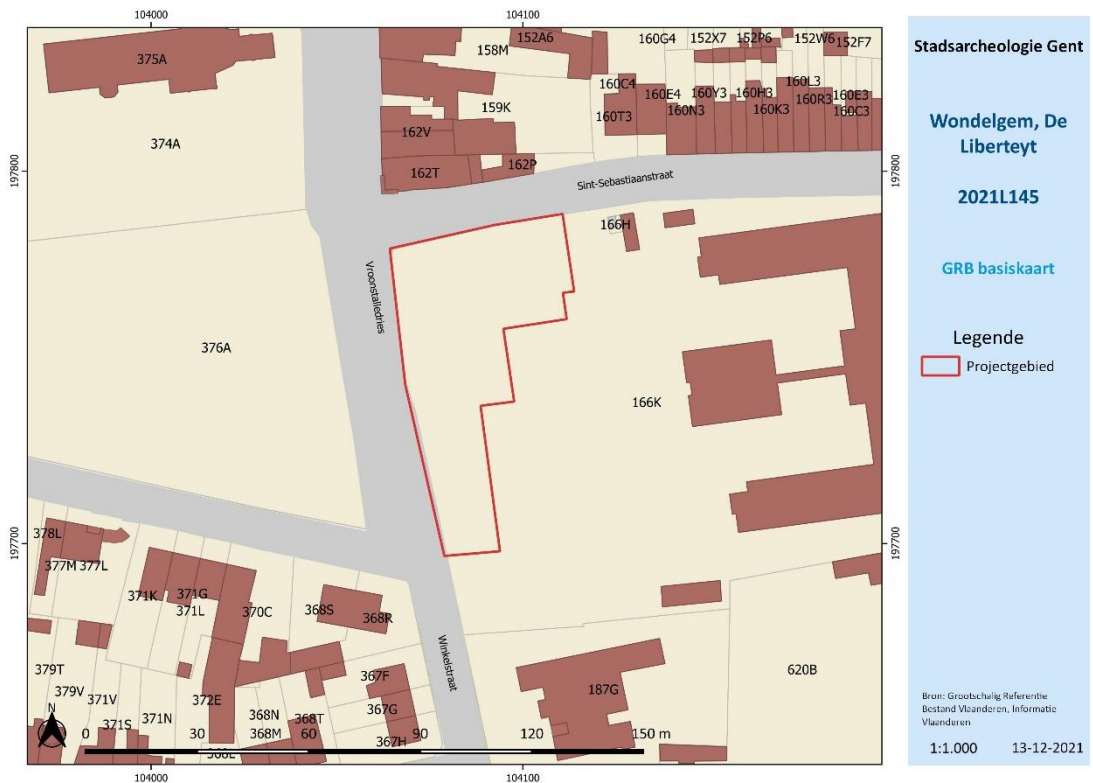 104000
104100
375A
374A
158M
152A6
160G4
152X7
152P6
152W6
152F7
159K
160C4
160T3
160E4
160N3
160Y3
160H3
160K3
160L3
160R3
160E3
160C3
162V
162T
162P
197800
197800
Sint-Sebastiaanstraat
166H
Vroonstalledries
376A
166K
197700
197700
378L
377M
377L
371K
371G
371L
370C
368S
368R
Winkelstraat
379T
379V
371V
371S
371N
372E
368N
368M
368T
367F
367G
367H
187G
620B
N
0
30
60
90
120
150 m
104000
104100
Stadsarcheologie Gent
Wondelgem, De
Liberteyt
2021L145
GRB basiskaart
Legende
Projectgebied
Bron: Grootschalig Referentie
Bestand Vlaanderen, Informatie
Vlaanderen
1:1.000
13-12-2021